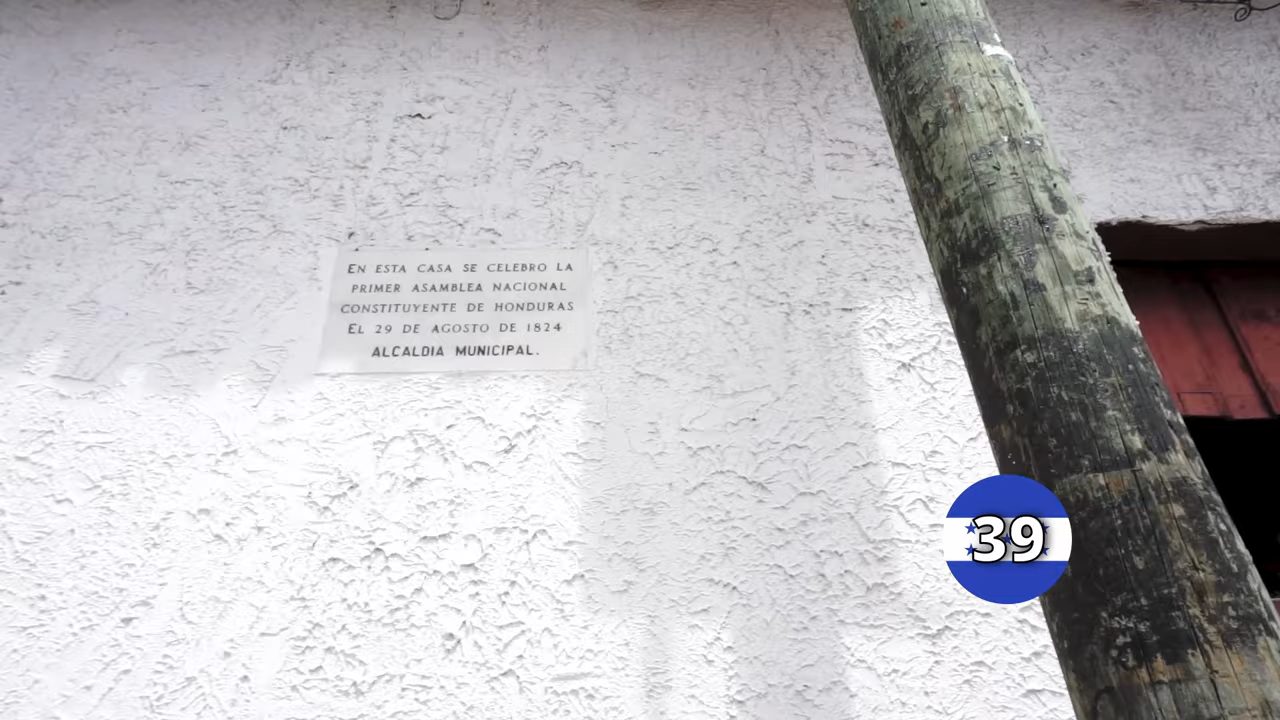 EN ESTA CASA SE CELEBRO LA
PRIMER ASAMBLEA NACIONAL
CONSTITUYENTE DE HONDURAS
EL 29 DE AGOSTO DE 1824
ALCALDIA MUNICIPAL.
39